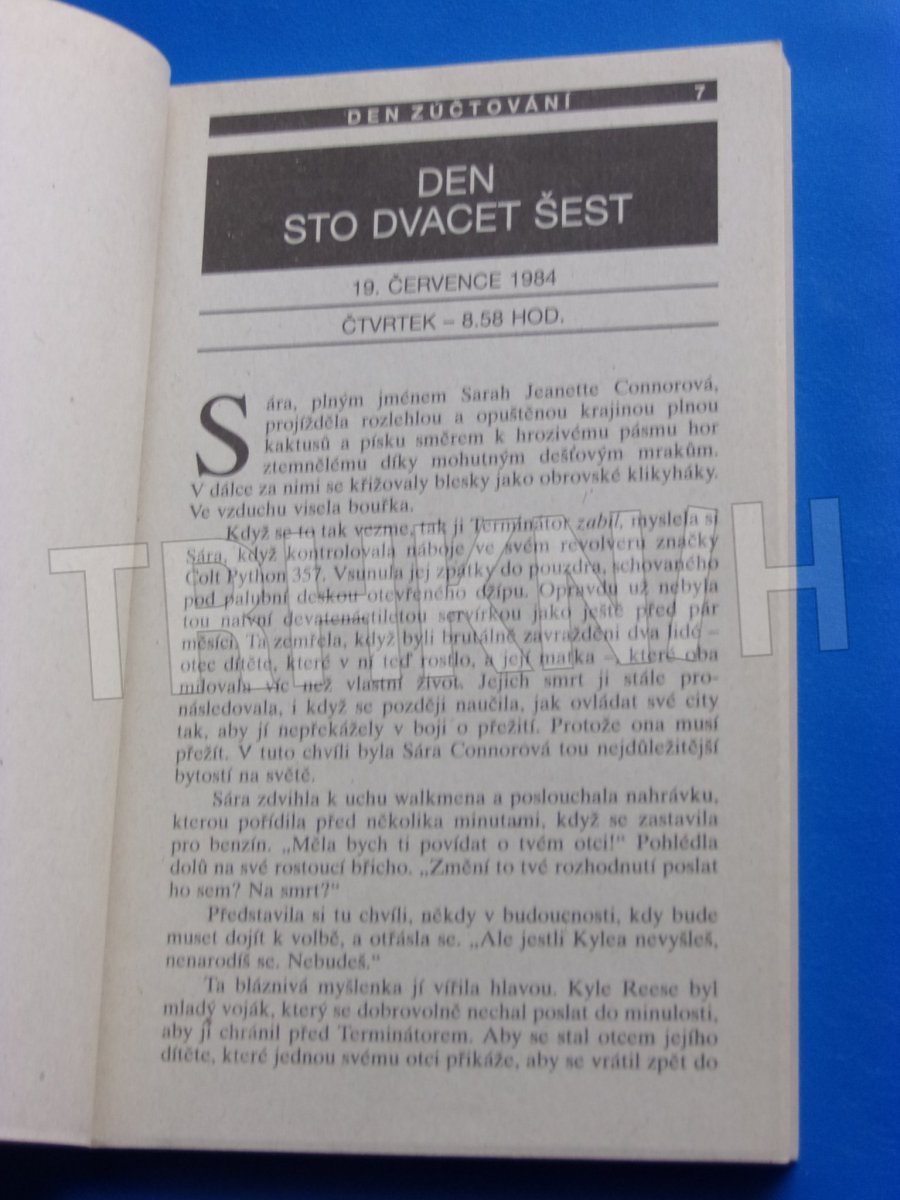 DEN ZÚČTOVÁNÍ 7
DEN
STO DVACET ŠEST
19. ČERVENCE 1984
ČTVRTEK – 8.58 HOD.
Sára, plným jménem Sarah Jeanette Connorová,
projížděla rozlehlou a opuštěnou krajinou plnou
kaktusů a písku směrem k hrozivému pásmu hor
ztemnělému díky mohutným dešťovým mrakům.
V dálce za nimi se křižovaly blesky jako obrovské klikyháky.
Ve vzduchu visela bouřka.
Když se to tak vezme, tak ji Terminátor zabil, myslela si
Sára, když kontrolovala náboje ve svém revolveru značky
Colt Python 357. Vsunula jej zpátky do pouzdra, schovaného
pod palubní deskou otevřeného džípu. Opravdu už nebyla
tou naivní devatenáctiletou servírkou jako ještě před pár
měsíci. Ta zemřela, když byli brutálně zavražděni dva lidé –
otec dítěte, které v ní teď rostlo, a její matka –, které oba
milovala víc než vlastní život. Jejich smrt ji stále pro-
následovala, i když se později naučila, jak ovládat své city
tak, aby jí nepřekážely v boji o přežití. Protože ona musí
přežít. V tuto chvíli byla Sára Connorová tou nejdůležitější
bytostí na světě.
Sára zdvihla k uchu walkmena a poslouchala nahrávku,
kterou pořídila před několika minutami, když se zastavila
pro benzín. „Měla bych ti povídat o tvém otci!“ Pohlédla
dolů na své rostoucí břicho. „Změní to tvé rozhodnutí poslat
ho sem? Na smrt?“
Představila si tu chvíli, někdy v budoucnosti, kdy bude
muset dojít k volbě, a otřásla se. „Ale jestli Kylea nevyšleš,
nenarodíš se. Nebudeš.“
Ta bláznivá myšlenka jí vířila hlavou. Kyle Reese byl
mladý voják, který se dobrovolně nechal poslat do minulosti,
aby ji chránil před Terminátorem. Aby se stal otcem jejího
dítěte, které jednou svému otci přikáže, aby se vrátil zpět do